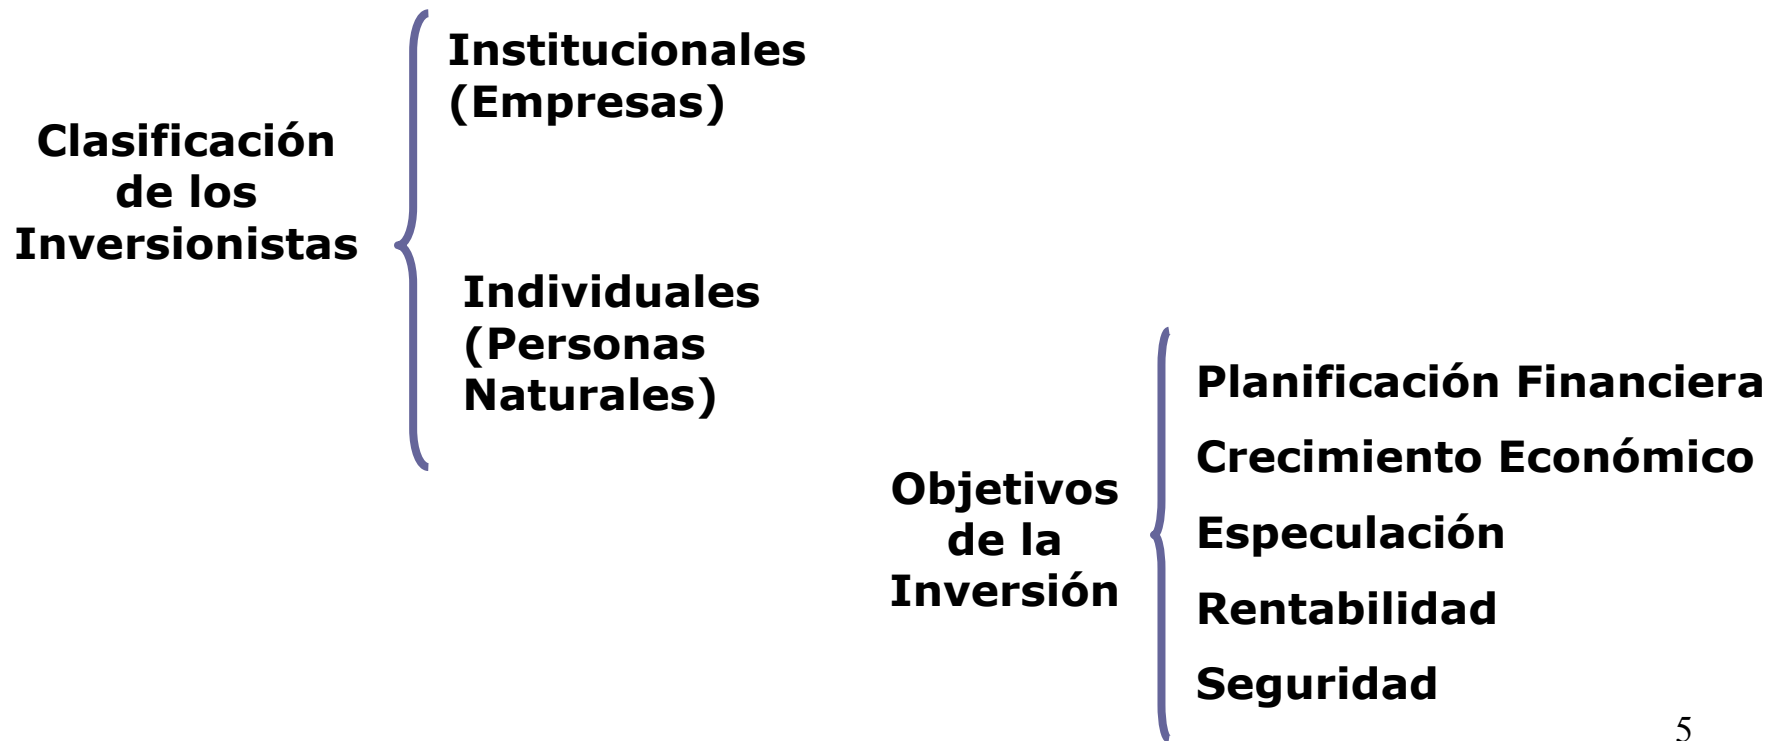 Clasificación
de los
Inversionistas
Institucionales
(Empresas)
Individuales
(Personas
Naturales)
Objetivos
de la
Inversión
Planificación Financiera
Crecimiento Económico
Especulación
Rentabilidad
Seguridad
5